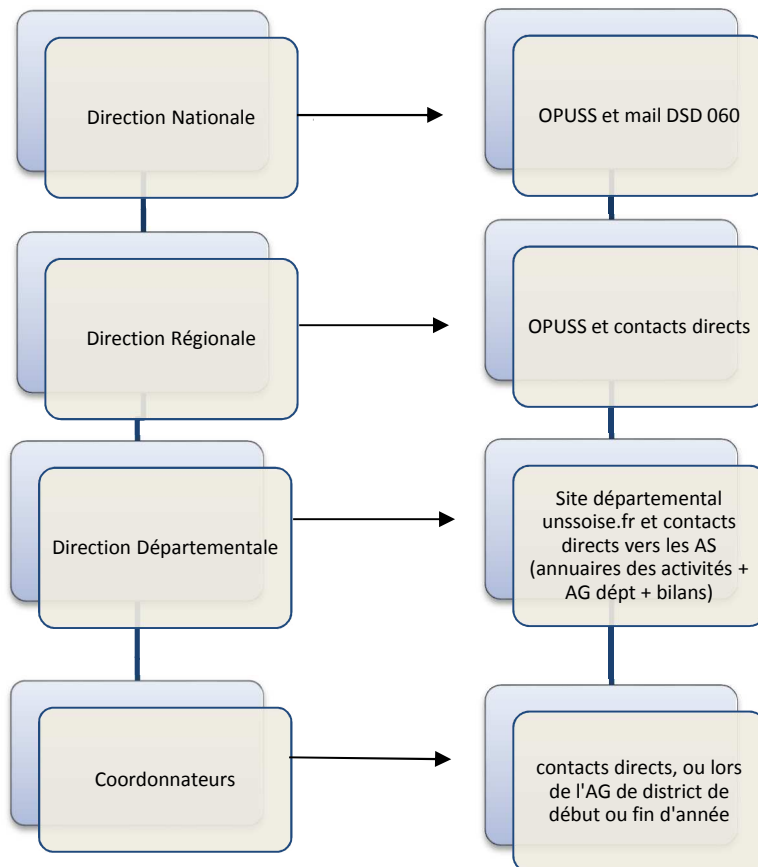 Direction Nationale
OPUSS et mail DSD 060
Direction Régionale
OPUSS et contacts directs
Direction Départementale
Site départemental
unssoise.fr et contacts
directs vers les AS
(annuaires des activités +
AG dépt + bilans)
Coordonnateurs
contacts directs, ou lors
de l'AG de district de
début ou fin d'année